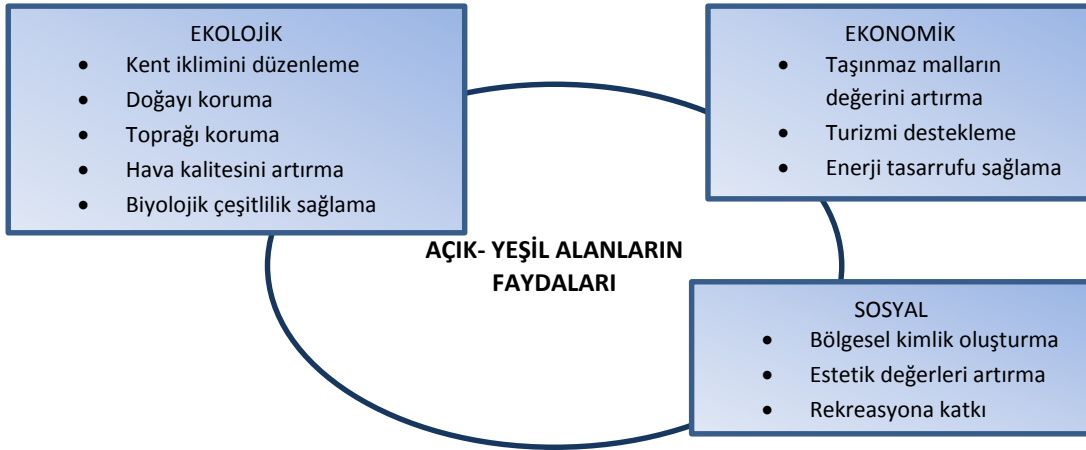 EKOLOJİK
• Kent iklimini düzenleme
• Doğayı koruma
• Toprağı koruma
• Hava kalitesini artırma
• Biyolojik çeşitlilik sağlama
EKONOMİK
• Taşınmaz malların
değerini artırma
• Turizmi destekleme
• Enerji tasarrufu sağlama
AÇIK- YEŞİL ALANLARIN
FAYDALARI
SOSYAL
• Bölgesel kimlik oluşturma
• Estetik değerleri artırma
• Rekreasyona katkı